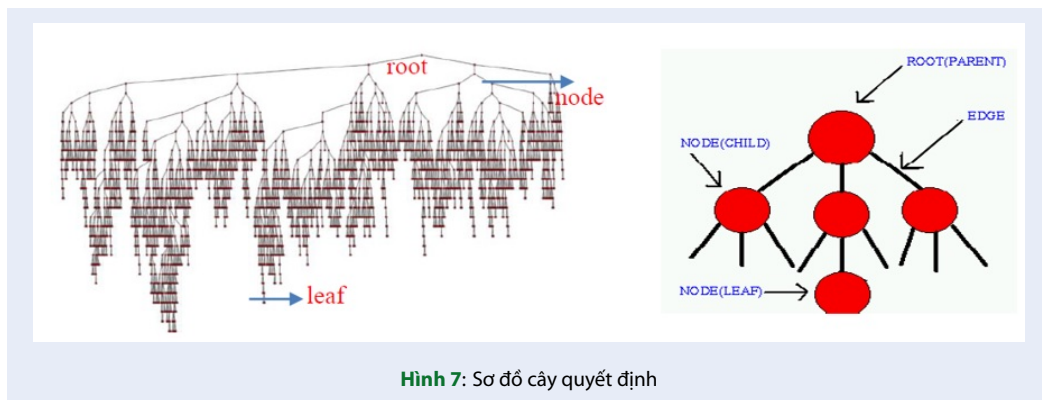 root
node
leaf
ROOT(PARENT)
EDGE
NODE(CHILD)
NODE(LEAF)
Hình 7: Sơ đồ cây quyết định